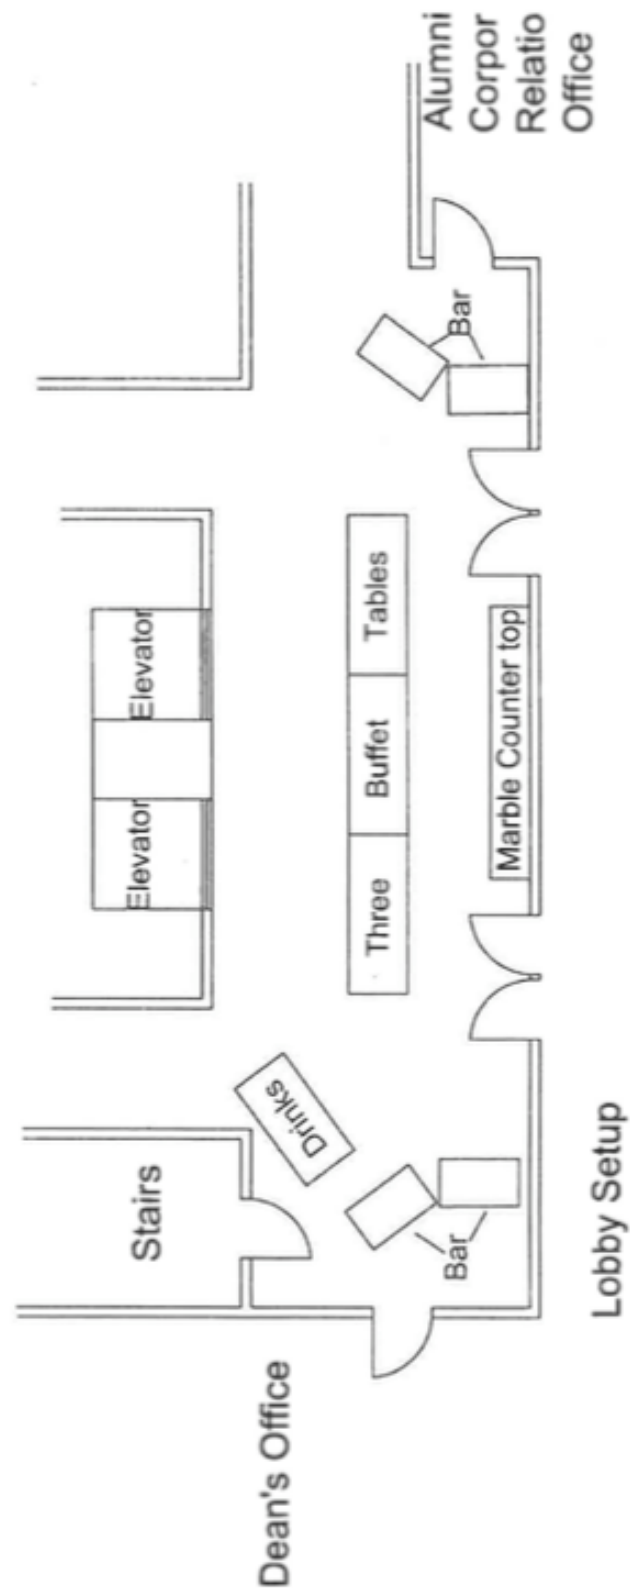 Alumni
Corpor
Relatio
Office
Bar
Elevator
Elevator
Three Buffet Tables
Marble Counter top
Stairs
Drinks
Bar
Dean's Office
Lobby Setup